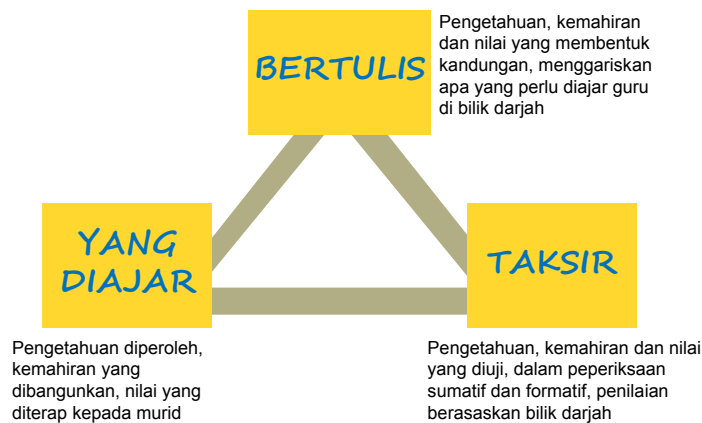 BERTULIS
Pengetahuan, kemahiran
dan nilai yang membentuk
kandungan, menggariskan
apa yang perlu diajar guru
di bilik darjah
YANG
DIAJAR
Pengetahuan diperoleh,
kemahiran yang
dibangunkan, nilai yang
diterap kepada murid
TAKSIR
Pengetahuan, kemahiran dan nilai
yang diuji, dalam peperiksaan
sumatif dan formatif, penilaian
berasaskan bilik darjah